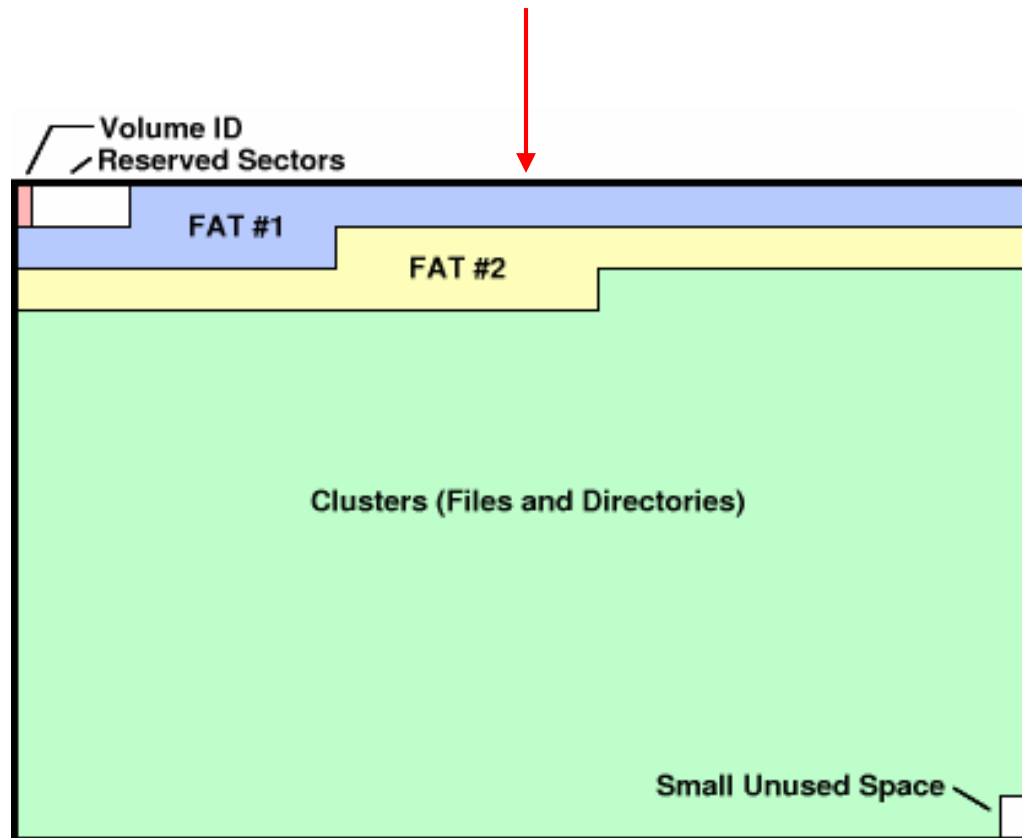 Volume ID
Reserved Sectors
FAT #1
FAT #2
Clusters (Files and Directories)
Small Unused Space